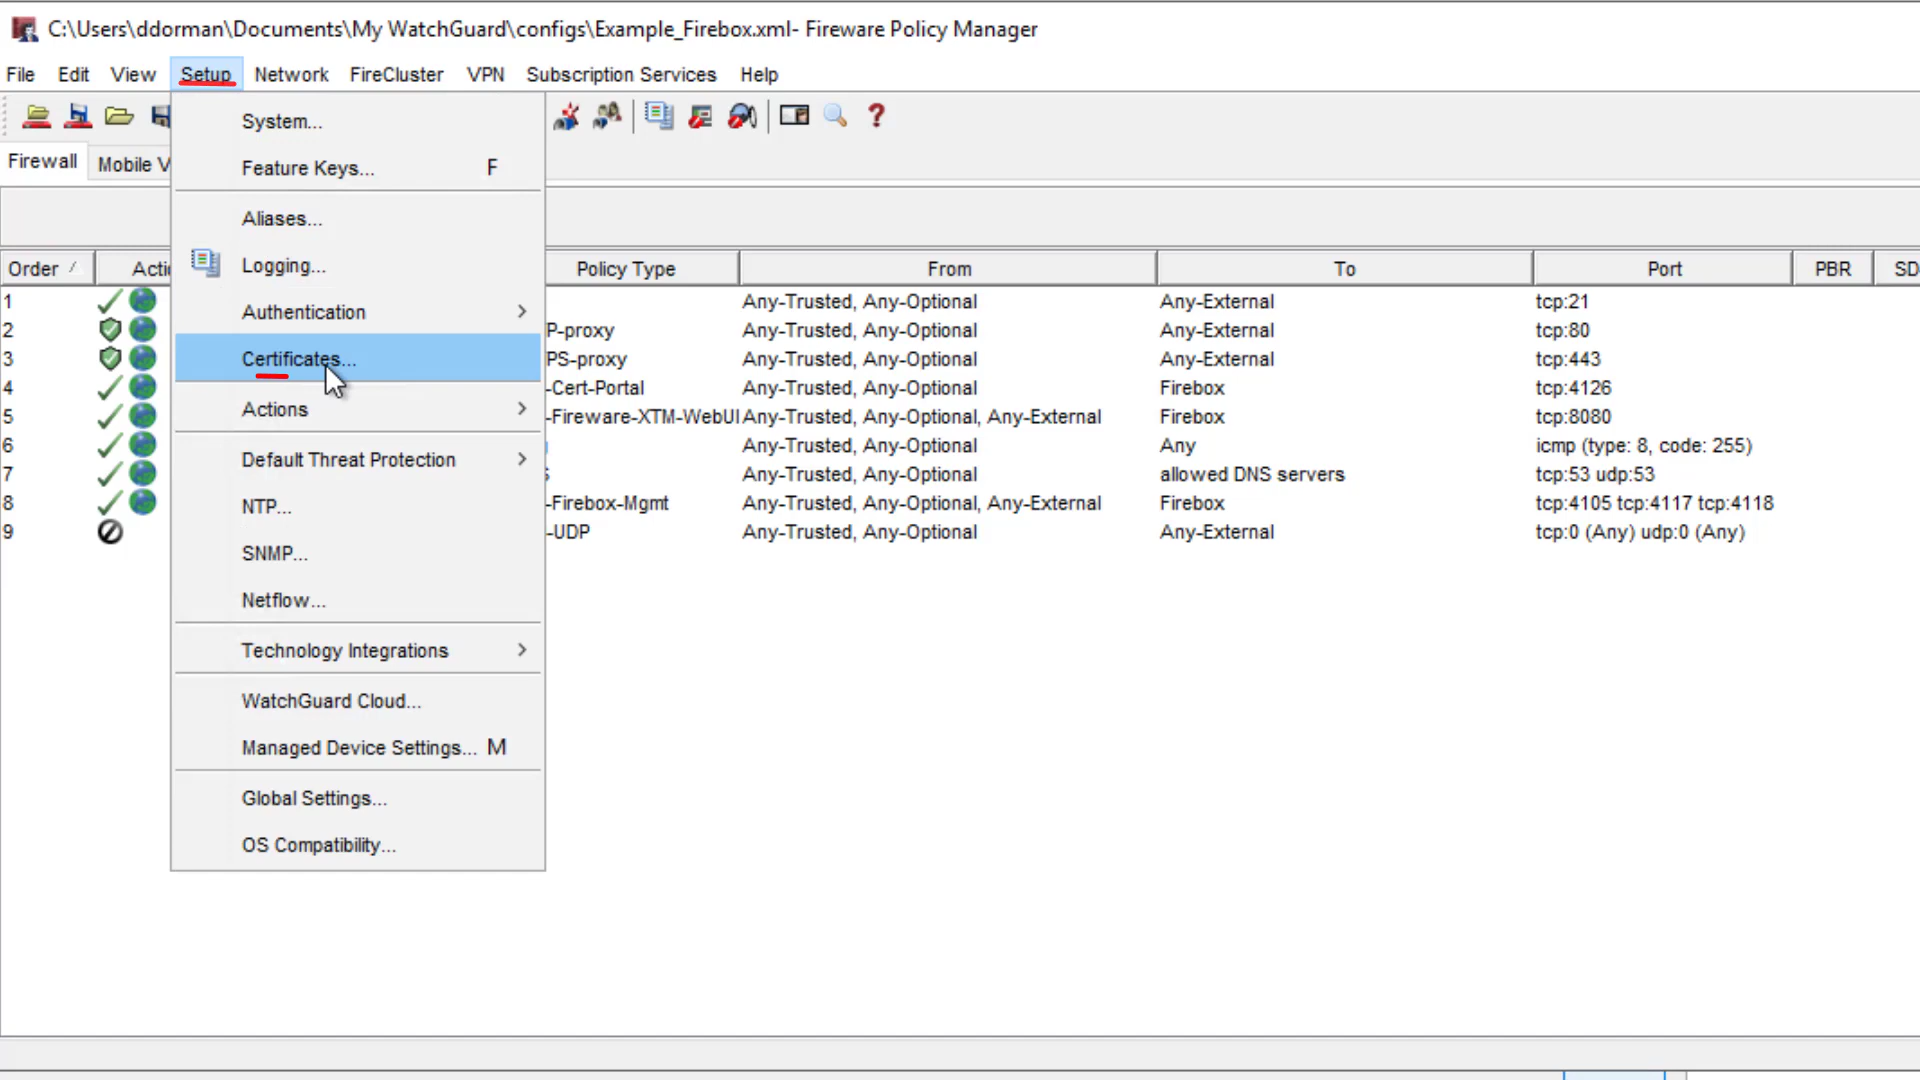 C:\Users\ddorman\Documents\My WatchGuard\configs\Example_Firebox.xml- Fireware Policy Manager
File Edit View Setup Network FireCluster VPN Subscription Services Help
System...
Feature Keys... F
Firewall Mobile V
Aliases...
Logging...
Authentication
Certificates...
Actions
Default Threat Protection
NTP...
SNMP...
Netflow...
Technology Integrations
WatchGuard Cloud...
Managed Device Settings... M
Global Settings...
OS Compatibility...
Order / Acti Policy Type From To Port PBR SD
1 Any-Trusted, Any-Optional Any-External tcp:21
2 P-proxy Any-Trusted, Any-Optional Any-External tcp:80
3 PS-proxy Any-Trusted, Any-Optional Any-External tcp:443
4 -Cert-Portal Any-Trusted, Any-Optional Firebox tcp:4126
5 -Fireware-XTM-WebUI Any-Trusted, Any-Optional, Any-External Firebox tcp:8080
6 Any-Trusted, Any-Optional Any icmp (type: 8, code: 255)
7 Any-Trusted, Any-Optional allowed DNS servers tcp:53 udp:53
8 -Firebox-Mgmt Any-Trusted, Any-Optional, Any-External Firebox tcp:4105 tcp:4117 tcp:4118
9 -UDP Any-Trusted, Any-Optional Any-External tcp:0 (Any) udp:0 (Any)